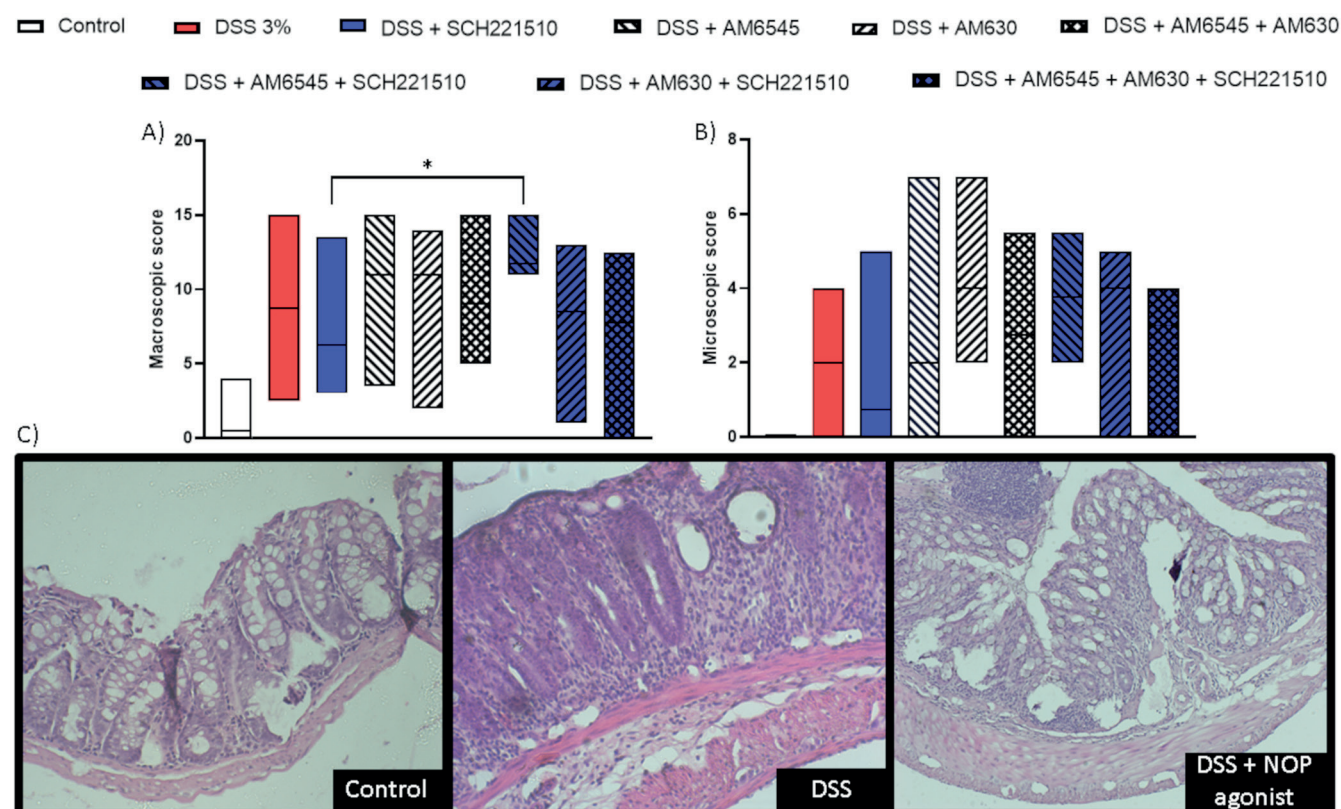 Control DSS 3% DSS + SCH221510 DSS + AM6545 DSS + AM630 DSS + AM6545 + AM630
DSS + AM6545 + SCH221510 DSS + AM630 + SCH221510 DSS + AM6545 + AM630 + SCH221510
A)
20
15
10
5
0
Macroscopic score
*
B)
8
6
4
2
0
Microscopic score
C)
Control
DSS
DSS + NOP
agonist